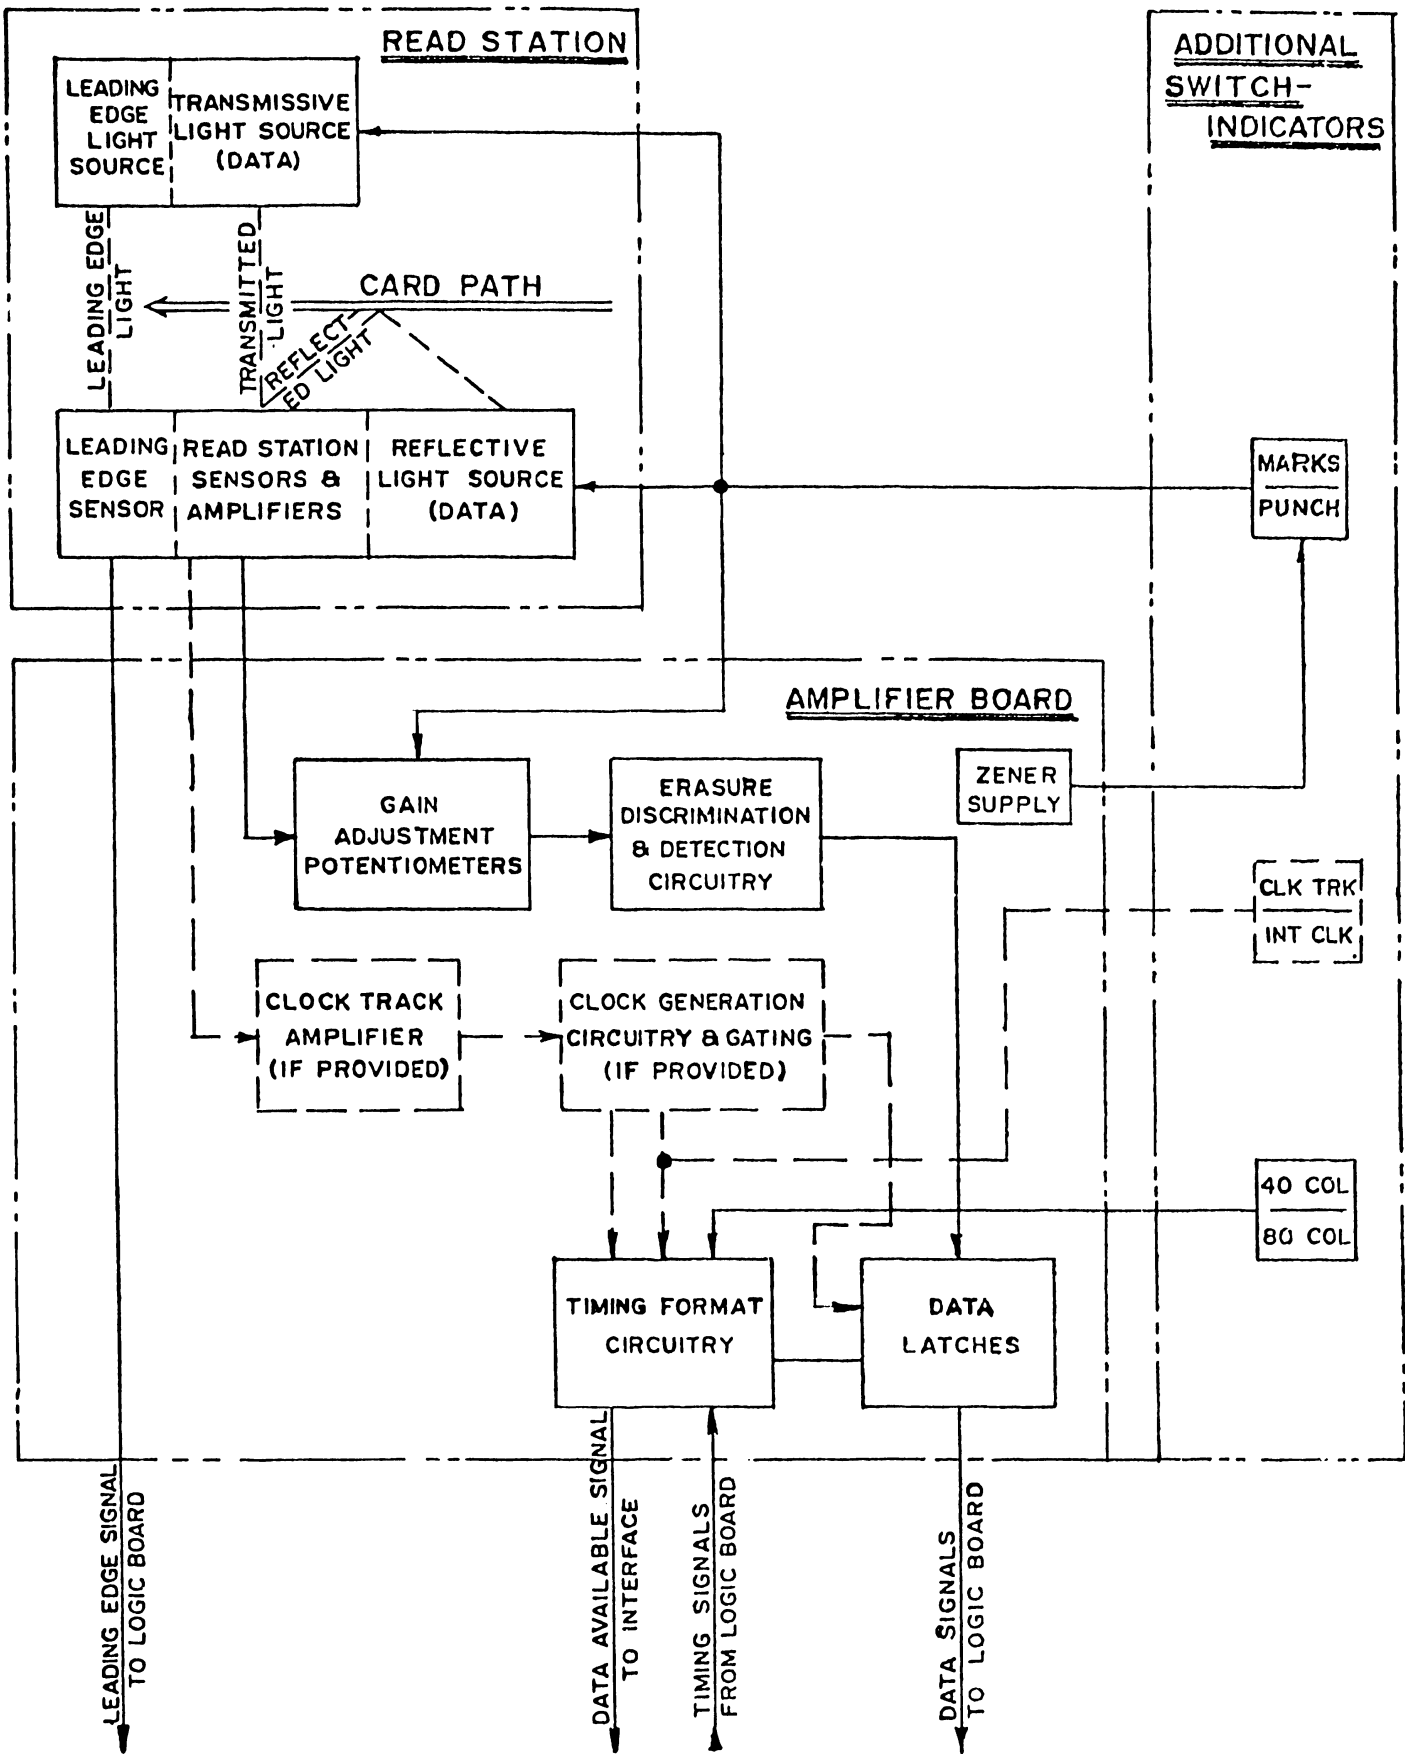 READ STATION
ADDITIONAL
SWITCH-
INDICATORS
LEADING
EDGE
LIGHT
SOURCE
TRANSMISSIVE
LIGHT SOURCE
(DATA)
LEADING EDGE
LIGHT
TRANSMITTED
LIGHT
CARD PATH
REFLECT
ED LIGHT
LEADING
EDGE
SENSOR
READ STATION
SENSORS &
AMPLIFIERS
REFLECTIVE
LIGHT SOURCE
(DATA)
MARKS
PUNCH
AMPLIFIER BOARD
GAIN
ADJUSTMENT
POTENTIOMETERS
ERASURE
DISCRIMINATION
& DETECTION
CIRCUITRY
ZENER
SUPPLY
CLK TRK
INT CLK
CLOCK TRACK
AMPLIFIER
(IF PROVIDED)
CLOCK GENERATION
CIRCUITRY & GATING
(IF PROVIDED)
40 COL
80 COL
TIMING FORMAT
CIRCUITRY
DATA
LATCHES
LEADING EDGE SIGNAL
TO LOGIC BOARD
DATA AVAILABLE SIGNAL
TO INTERFACE
TIMING SIGNALS
FROM LOGIC BOARD
DATA SIGNALS
TO LOGIC BOARD